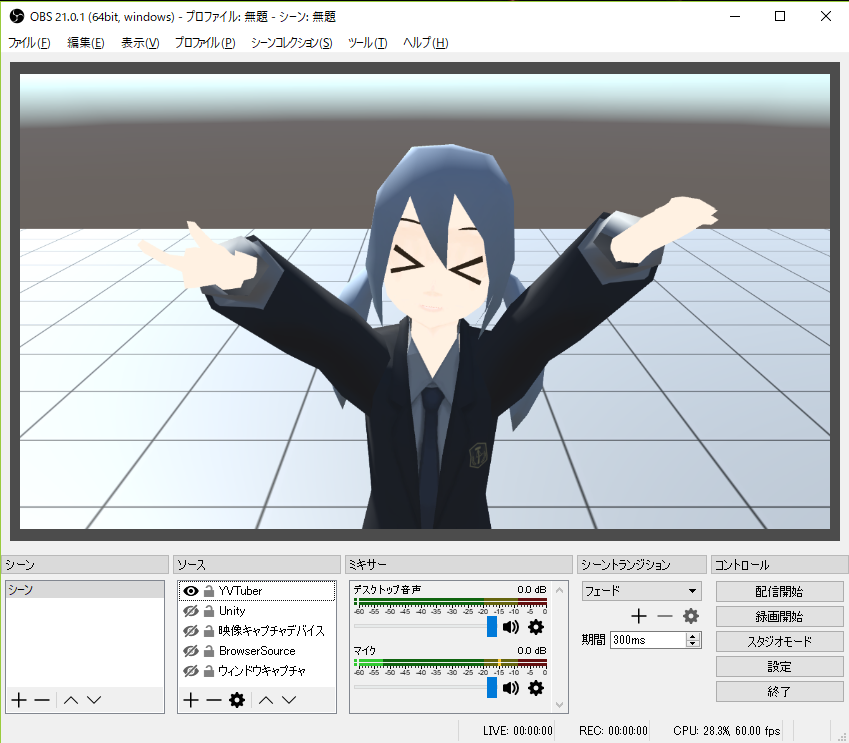 OBS 21.0.1 (64bit, windows) - プロファイル: 無題 - シーン: 無題
ファイル(F) 編集(E) 表示(V) プロファイル(P) シーンコレクション(S) ツール(T) ヘルプ(H)
シーン
シーン
ソース
YVTuber
Unity
映像キャプチャデバイス
BrowserSource
ウィンドウキャプチャ
ミキサー
デスクトップ音声 0.0 dB
-60 -55 -50 -45 -40 -35 -30 -25 -20 -15 -10 -5 0
マイク 0.0 dB
-60 -55 -50 -45 -40 -35 -30 -25 -20 -15 -10 -5 0
シーントランジション
フェード
期間 300ms
コントロール
配信開始
録画開始
スタジオモード
設定
終了
LIVE: 00:00:00 REC: 00:00:00 CPU: 28.3%, 60.00 fps